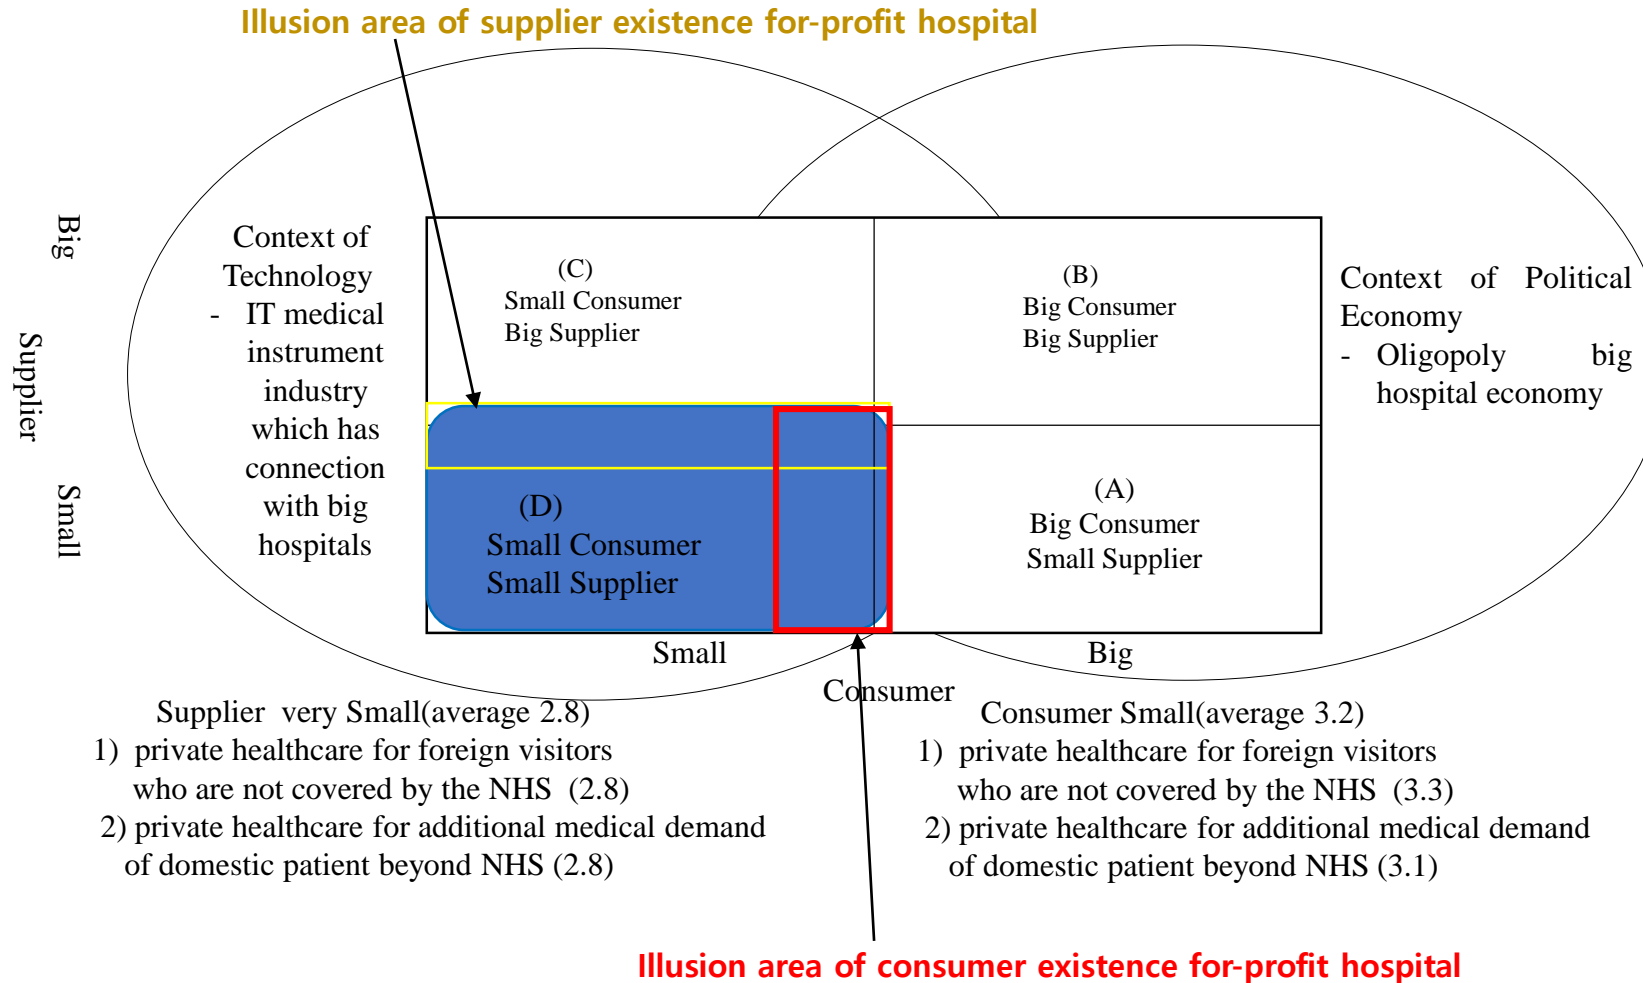 Illusion area of supplier existence for-profit hospital
Big
Supplier
Small
Context of
Technology
- IT medical
instrument
industry
which has
connection
with big
hospitals
(C)
Small Consumer
Big Supplier
(B)
Big Consumer
Big Supplier
Context of Political
Economy
- Oligopoly big
hospital economy
(D)
Small Consumer
Small Supplier
(A)
Big Consumer
Small Supplier
Small
Big
Consumer
Supplier very Small(average 2.8)
1) private healthcare for foreign visitors
who are not covered by the NHS (2.8)
2) private healthcare for additional medical demand
of domestic patient beyond NHS (2.8)
Consumer Small(average 3.2)
1) private healthcare for foreign visitors
who are not covered by the NHS (3.3)
2) private healthcare for additional medical demand
of domestic patient beyond NHS (3.1)
Illusion area of consumer existence for-profit hospital